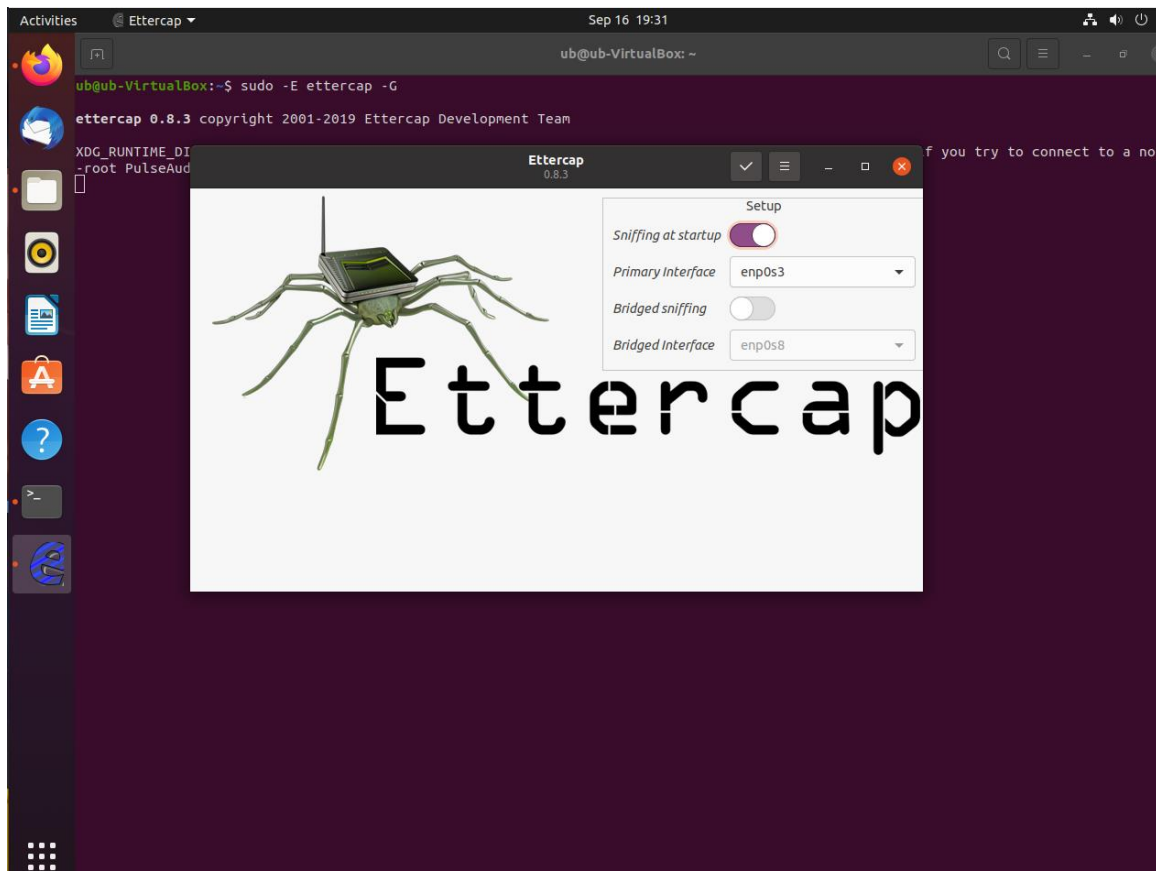 Activities Ettercap Sep 16 19:31
ub@ub-VirtualBox: ~
ub@ub-VirtualBox:~$ sudo -E ettercap -G
ettercap 0.8.3 copyright 2001-2019 Ettercap Development Team
XDG_RUNTIME_DI f you try to connect to a no
-root PulseAud
Ettercap
0.8.3
Setup
Sniffing at startup
Primary Interface enp0s3
Bridged sniffing
Bridged Interface enp0s8
Ettercap